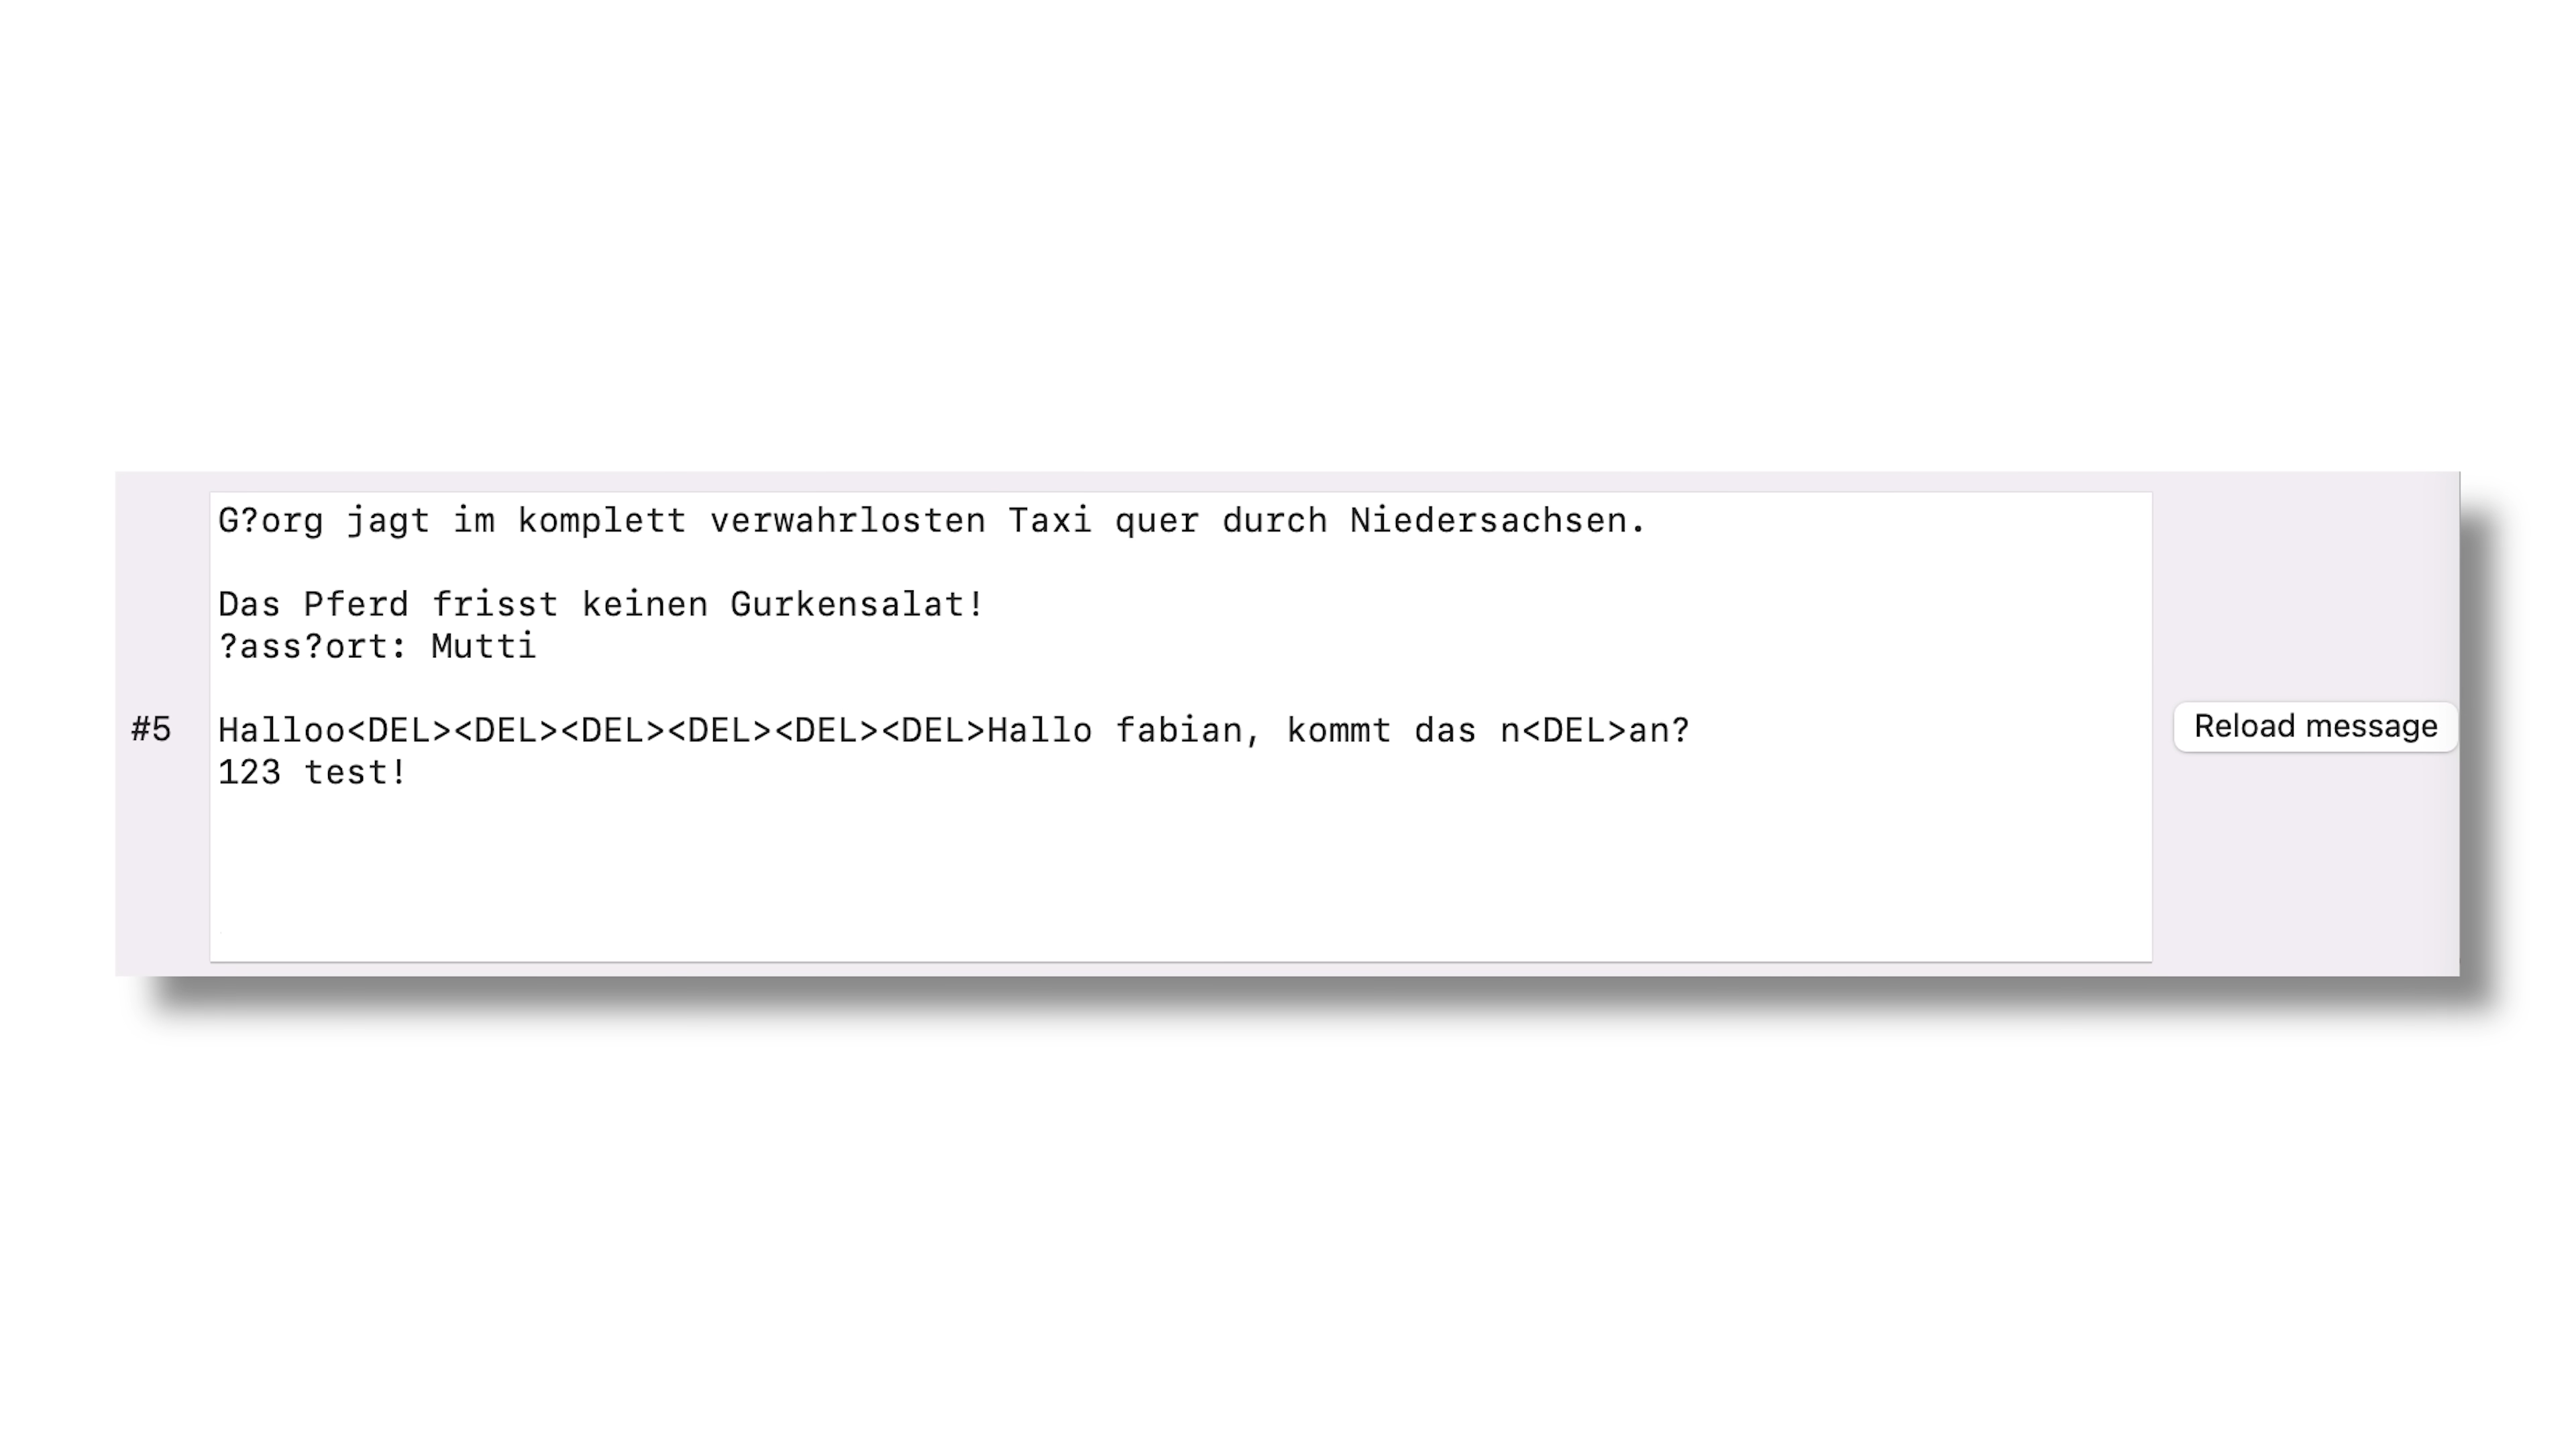 G?org jagt im komplett verwahrlosten Taxi quer durch Niedersachsen.
Das Pferd frisst keinen Gurkensalat!
?ass?ort: Mutti
#5
Halloo<DEL><DEL><DEL><DEL><DEL><DEL>Hallo fabian, kommt das n<DEL>an?
123 test!
Reload message